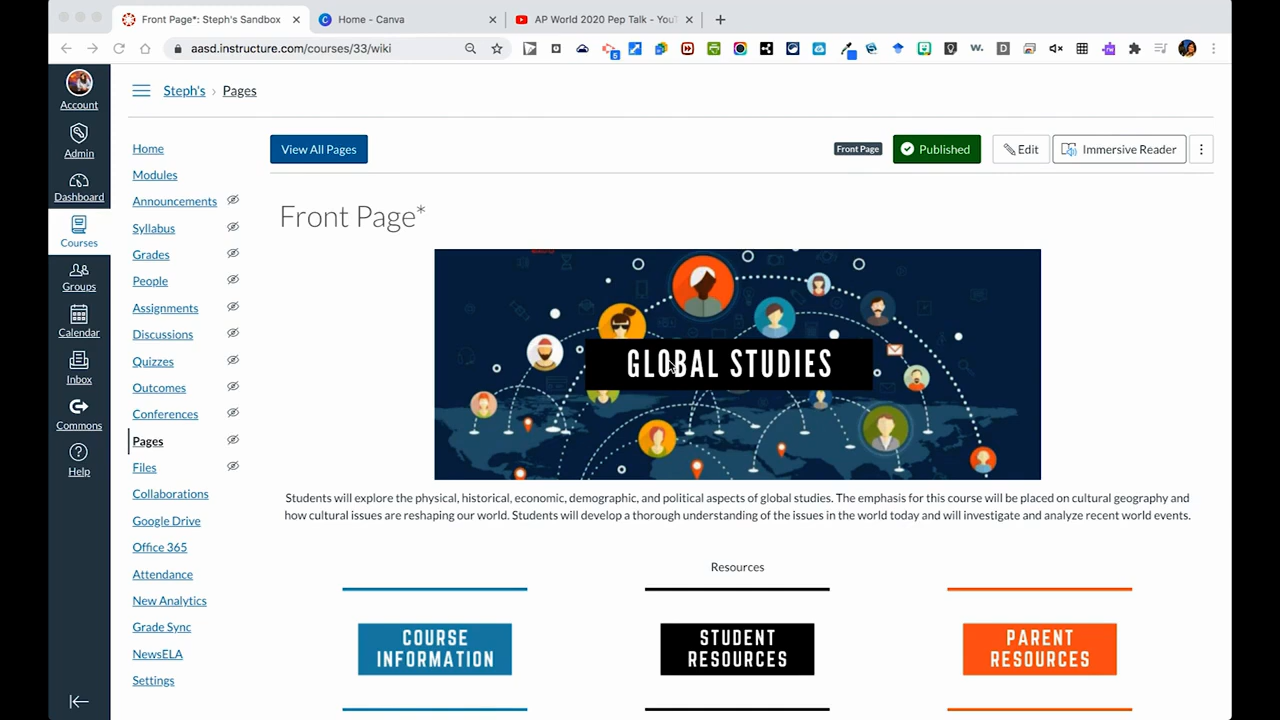 Front Page*: Steph's Sandbox
Home - Canva
AP World 2020 Pep Talk - YouT
aasd.instructure.com/courses/33/wiki
5
w.
D
Account
Admin
Dashboard
Courses
Groups
Calendar
Inbox
Commons
Help
Steph's › Pages
Home
Modules
Announcements
Syllabus
Grades
People
Assignments
Discussions
Quizzes
Outcomes
Conferences
Pages
Files
Collaborations
Google Drive
Office 365
Attendance
New Analytics
Grade Sync
NewsELA
Settings
View All Pages
Front Page
Published
Edit
Immersive Reader
Front Page*
GLOBAL STUDIES
Students will explore the physical, historical, economic, demographic, and political aspects of global studies. The emphasis for this course will be placed on cultural geography and
how cultural issues are reshaping our world. Students will develop a thorough understanding of the issues in the world today and will investigate and analyze recent world events.
Resources
COURSE
INFORMATION
STUDENT
RESOURCES
PARENT
RESOURCES